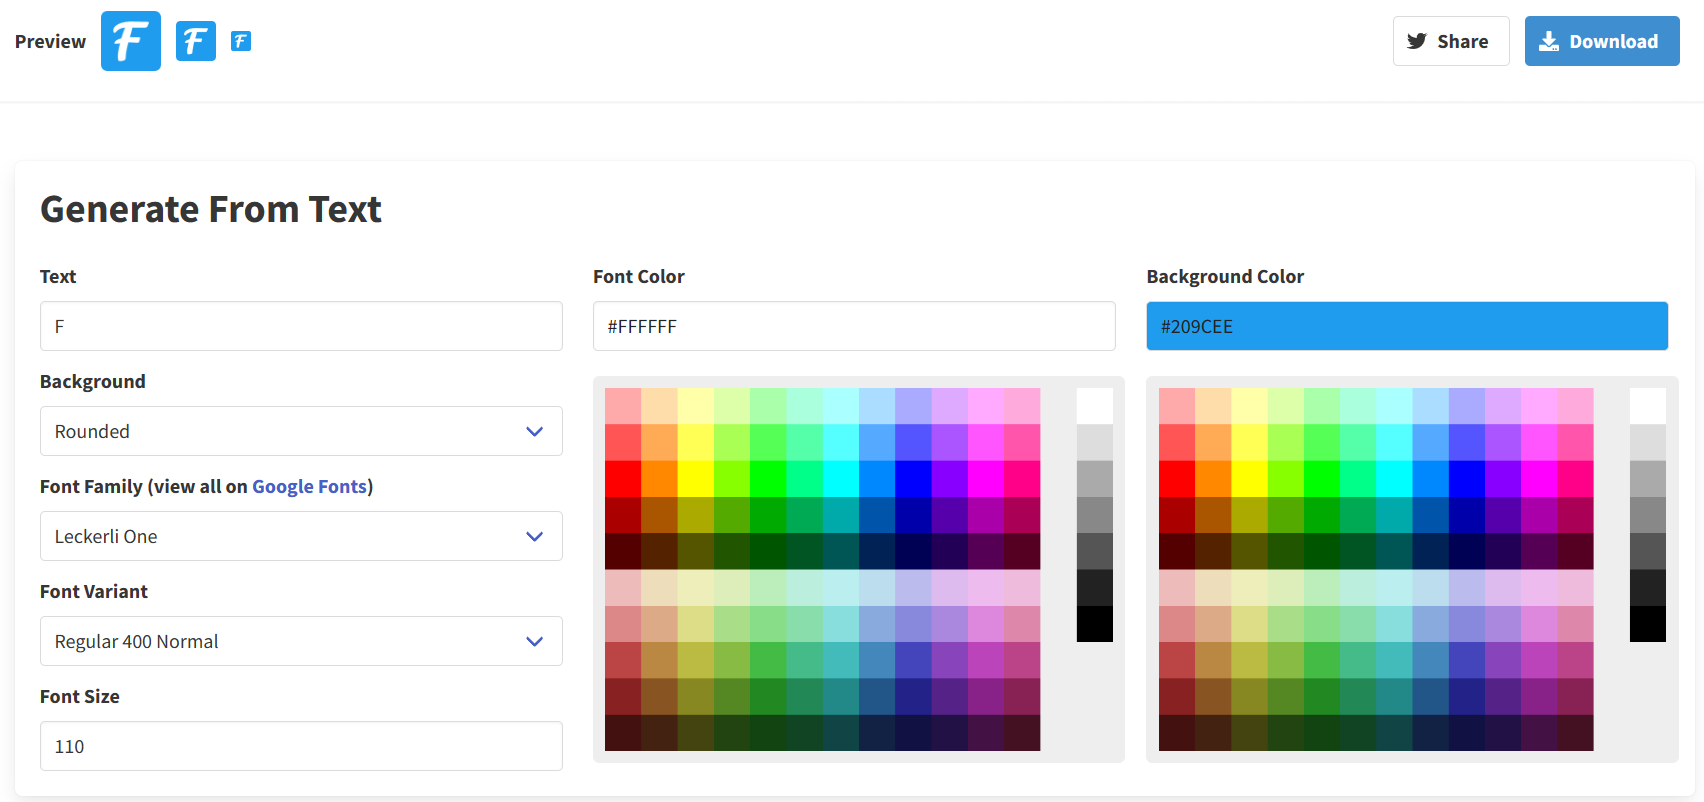 Preview F F F Share Download
Generate From Text
Text Font Color Background Color
F #FFFFFF #209CEE
Background
Rounded
Font Family (view all on Google Fonts)
Leckerli One
Font Variant
Regular 400 Normal
Font Size
110